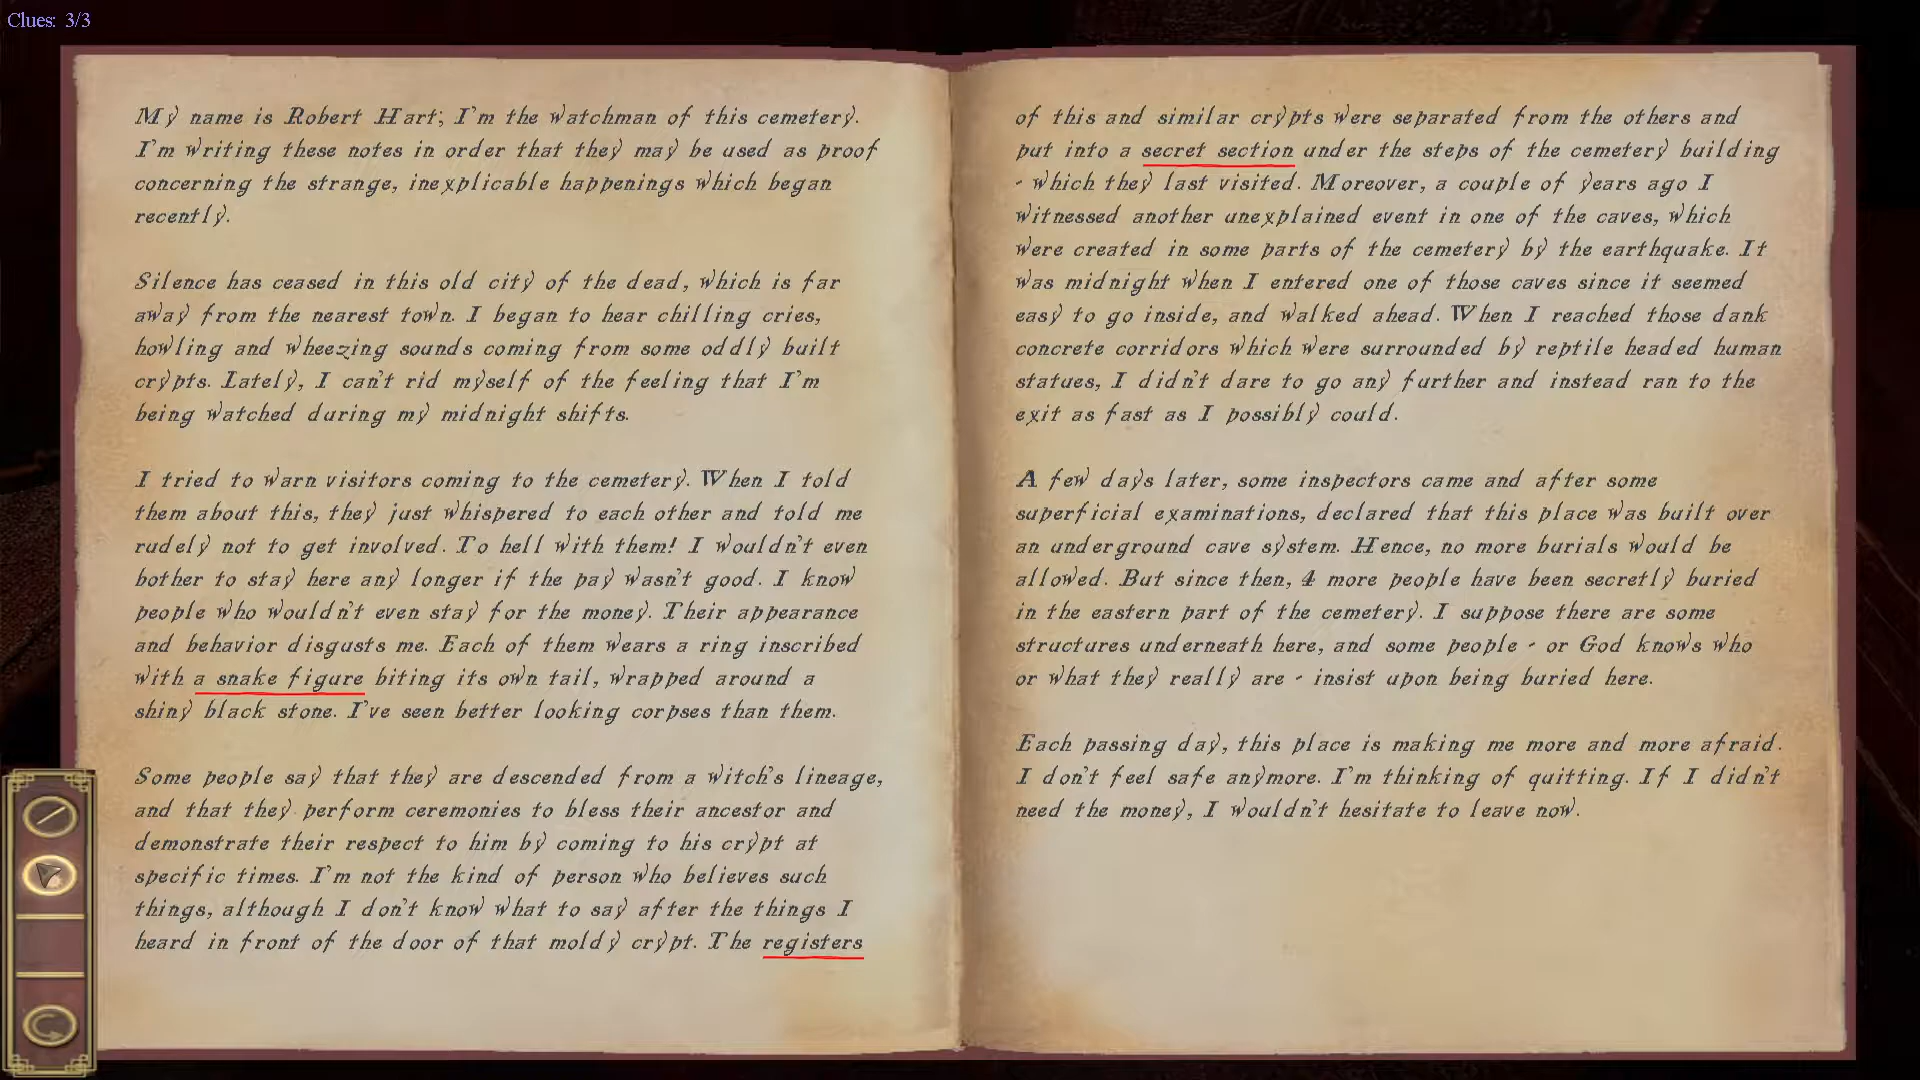 Clues: 3/3
My name is Robert Hart; I'm the watchman of this cemetery.
I'm writing these notes in order that they may be used as proof
concerning the strange, inexplicable happenings which began
recently.
Silence has ceased in this old city of the dead, which is far
away from the nearest town. I began to hear chilling cries,
howling and wheezing sounds coming from some oddly built
crypts. Lately, I can't rid myself of the feeling that I'm
being watched during my midnight shifts.
I tried to warn visitors coming to the cemetery. When I told
them about this, they just whispered to each other and told me
rudely not to get involved. To hell with them! I wouldn't even
bother to stay here any longer if the pay wasn't good. I know
people who wouldn't even stay for the money. Their appearance
and behavior disgusts me. Each of them wears a ring inscribed
with a snake figure biting its own tail, wrapped around a
shiny black stone. I've seen better looking corpses than them.
Some people say that they are descended from a witch's lineage,
and that they perform ceremonies to bless their ancestor and
demonstrate their respect to him by coming to his crypt at
specific times. I'm not the kind of person who believes such
things, although I don't know what to say after the things I
heard in front of the door of that moldy crypt. The registers
of this and similar crypts were separated from the others and
put into a secret section under the steps of the cemetery building
- which they last visited. Moreover, a couple of years ago I
witnessed another unexplained event in one of the caves, which
were created in some parts of the cemetery by the earthquake. It
was midnight when I entered one of those caves since it seemed
easy to go inside, and walked ahead. When I reached those dank
concrete corridors which were surrounded by reptile headed human
statues, I didn't dare to go any further and instead ran to the
exit as fast as I possibly could.
A few days later, some inspectors came and after some
superficial examinations, declared that this place was built over
an underground cave system. Hence, no more burials would be
allowed. But since then, 4 more people have been secretly buried
in the eastern part of the cemetery. I suppose there are some
structures underneath here, and some people - or God knows who
or what they really are - insist upon being buried here.
Each passing day, this place is making me more and more afraid.
I don't feel safe anymore. I'm thinking of quitting. If I didn't
need the money, I wouldn't hesitate to leave now.